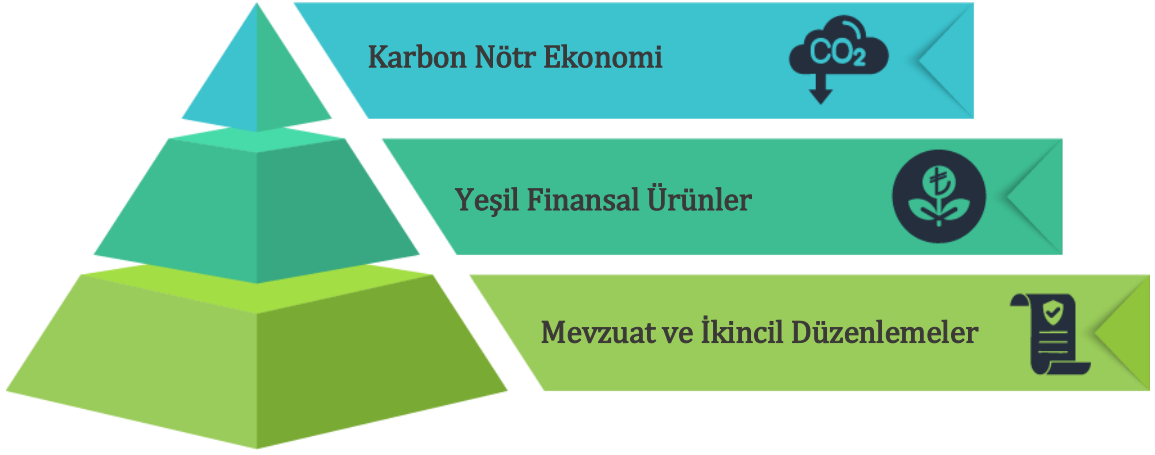 Karbon Nötr Ekonomi
CO2
Yeşil Finansal Ürünler
₺
Mevzuat ve İkincil Düzenlemeler